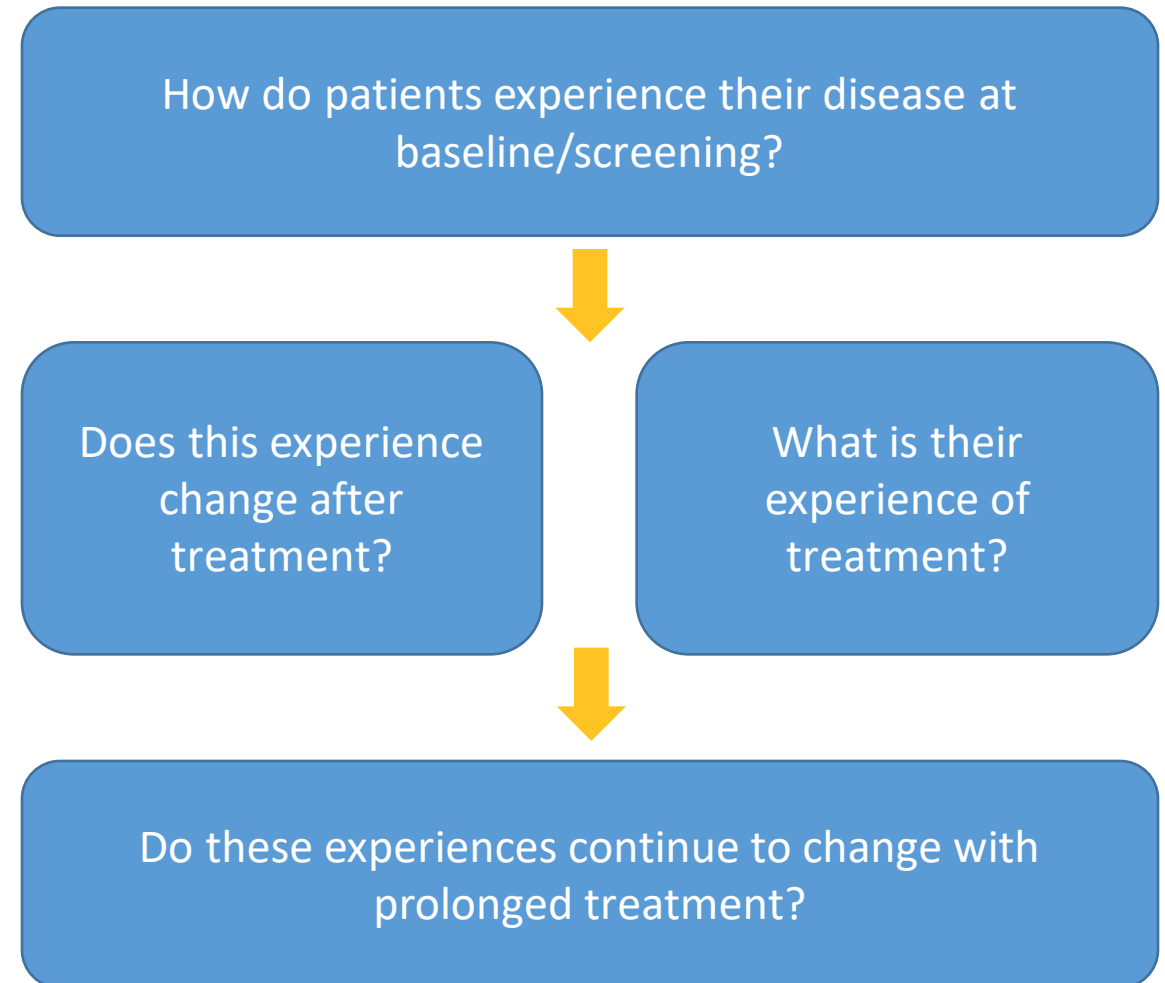 How do patients experience their disease at
baseline/screening?
Does this experience
change after
treatment?
What is their
experience of
treatment?
Do these experiences continue to change with
prolonged treatment?